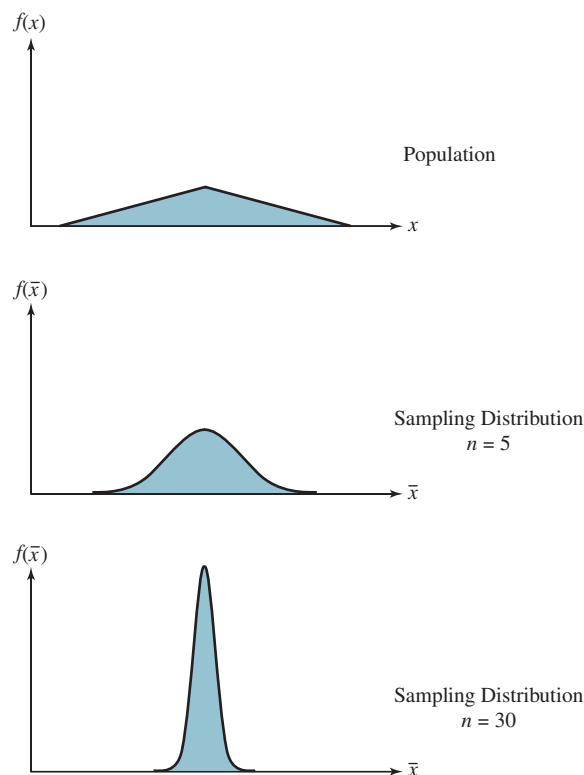 f(x)
Population
x
f(x̄)
Sampling Distribution
n = 5
x̄
f(x̄)
Sampling Distribution
n = 30
x̄